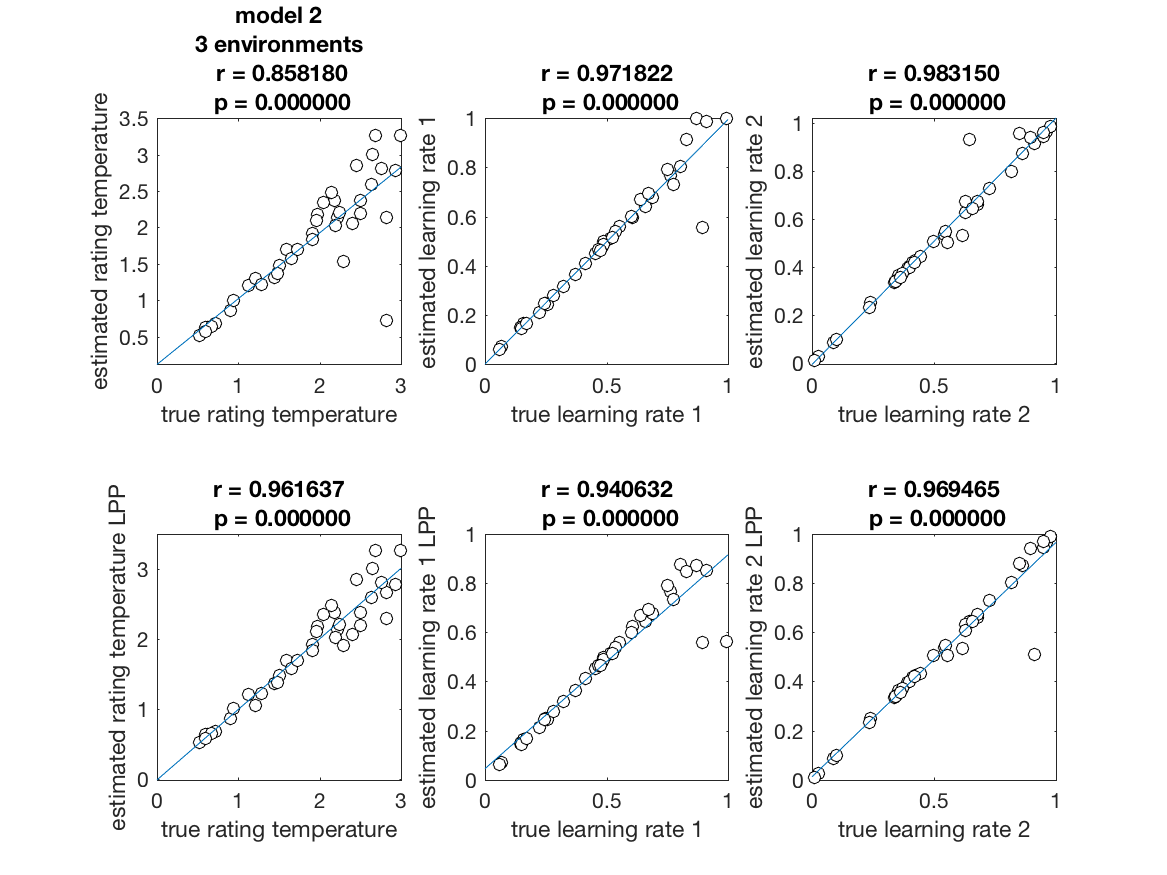 model 2
3 environments
r = 0.858180
p = 0.000000
estimated rating temperature
3.5
3
2.5
2
1.5
1
0.5
0
1
2
3
true rating temperature
r = 0.971822
p = 0.000000
estimated learning rate 1
1
0.8
0.6
0.4
0.2
0
0
0.5
1
true learning rate 1
r = 0.983150
p = 0.000000
estimated learning rate 2
1
0.8
0.6
0.4
0.2
0
0
0.5
1
true learning rate 2
r = 0.961637
p = 0.000000
estimated rating temperature LPP
3
2
1
0
0
1
2
3
true rating temperature
r = 0.940632
p = 0.000000
estimated learning rate 1 LPP
1
0.8
0.6
0.4
0.2
0
0
0.5
1
true learning rate 1
r = 0.969465
p = 0.000000
estimated learning rate 2 LPP
1
0.8
0.6
0.4
0.2
0
0
0.5
1
true learning rate 2